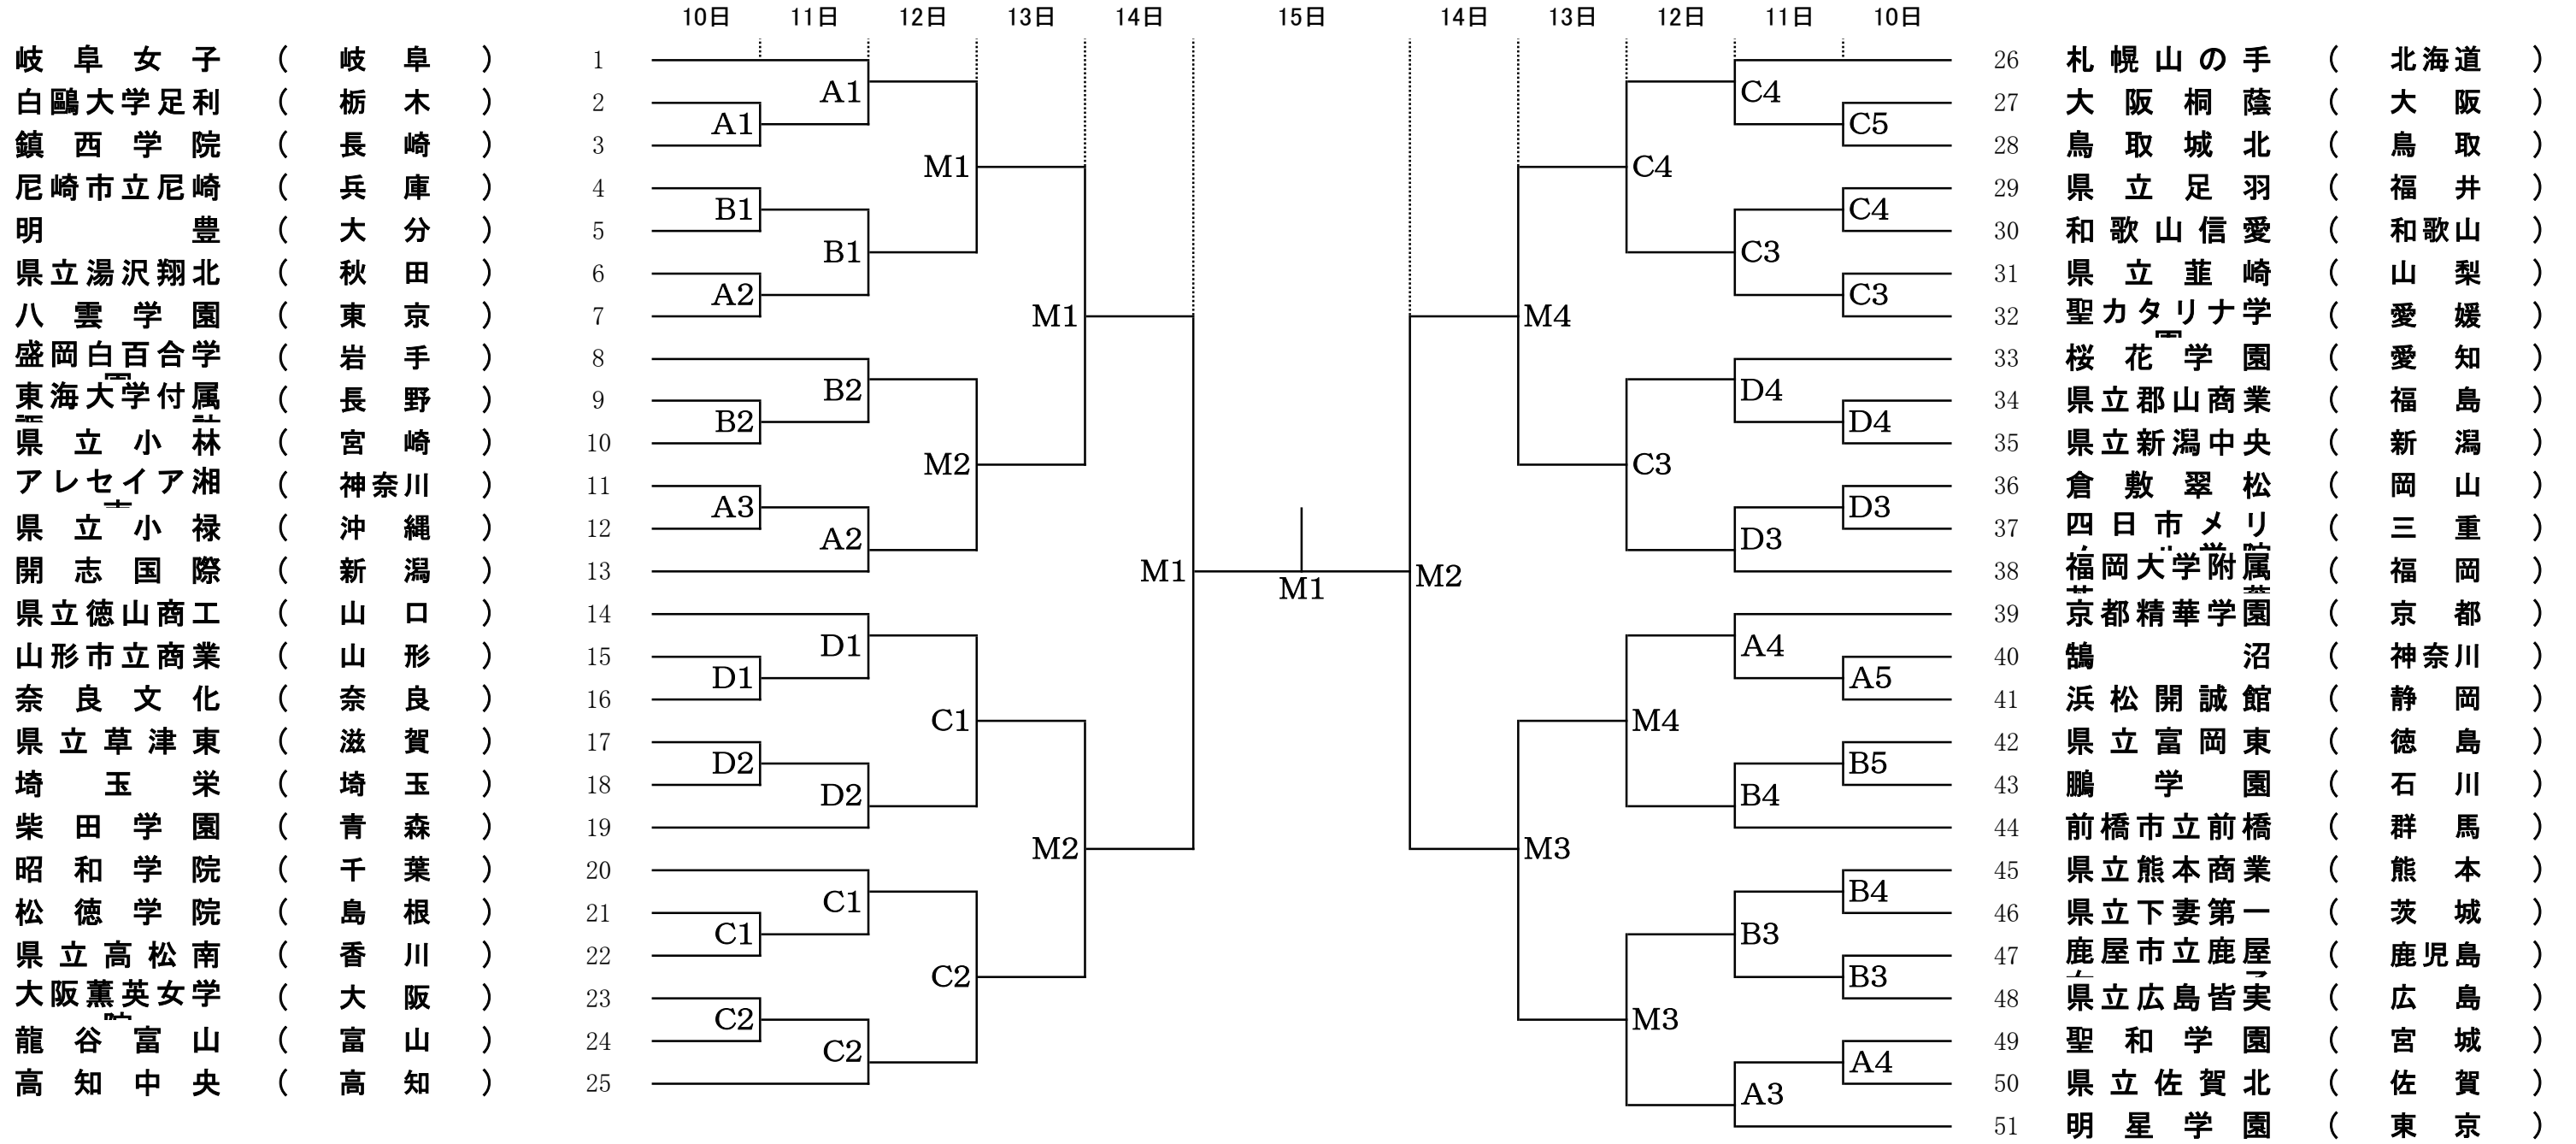 10日 11日 12日 13日 14日 15日 14日 13日 12日 11日 10日
岐阜女子 ( 岐阜 ) 1 26 札幌山の手 ( 北海道 )
A1 C4
白鷗大学足利 ( 栃木 ) 2 27 大阪桐蔭 ( 大阪 )
A1 C5
鎮西学院 ( 長崎 ) 3 28 鳥取城北 ( 鳥取 )
M1 C4
尼崎市立尼崎 ( 兵庫 ) 4 29 県立足羽 ( 福井 )
B1 C4
明豊 ( 大分 ) 5 30 和歌山信愛 ( 和歌山 )
B1 C3
県立湯沢翔北 ( 秋田 ) 6 31 県立韮崎 ( 山梨 )
A2 C3
八雲学園 ( 東京 ) 7 M1 M4 32 聖カタリナ学 ( 愛媛 )
盛岡白百合学 ( 岩手 ) 8 33 桜花学園 ( 愛知 )
B2 D4
東海大学付属 ( 長野 ) 9 34 県立郡山商業 ( 福島 )
B2 D4
県立小林 ( 宮崎 ) 10 35 県立新潟中央 ( 新潟 )
M2 C3
アレセイア湘 ( 神奈川 ) 11 36 倉敷翠松 ( 岡山 )
A3 D3
県立小禄 ( 沖縄 ) 12 37 四日市メリ ( 三重 )
A2 D3
開志国際 ( 新潟 ) 13 M1 M1 M2 38 福岡大学附属 ( 福岡 )
県立徳山商工 ( 山口 ) 14 39 京都精華学園 ( 京都 )
D1 A4
山形市立商業 ( 山形 ) 15 40 鵠沼 ( 神奈川 )
D1 A5
奈良文化 ( 奈良 ) 16 41 浜松開誠館 ( 静岡 )
C1 M4
県立草津東 ( 滋賀 ) 17 42 県立富岡東 ( 徳島 )
D2 B5
埼玉栄 ( 埼玉 ) 18 43 鵬学園 ( 石川 )
D2 B4
柴田学園 ( 青森 ) 19 44 前橋市立前橋 ( 群馬 )
M2 M3
昭和学院 ( 千葉 ) 20 45 県立熊本商業 ( 熊本 )
C1 B4
松徳学院 ( 島根 ) 21 46 県立下妻第一 ( 茨城 )
C1 B3
県立高松南 ( 香川 ) 22 47 鹿屋市立鹿屋 ( 鹿児島 )
C2 B3
大阪薫英女学 ( 大阪 ) 23 48 県立広島皆実 ( 広島 )
C2 M3
龍谷富山 ( 富山 ) 24 49 聖和学園 ( 宮城 )
C2 A4
高知中央 ( 高知 ) 25 50 県立佐賀北 ( 佐賀 )
A3
51 明星学園 ( 東京 )